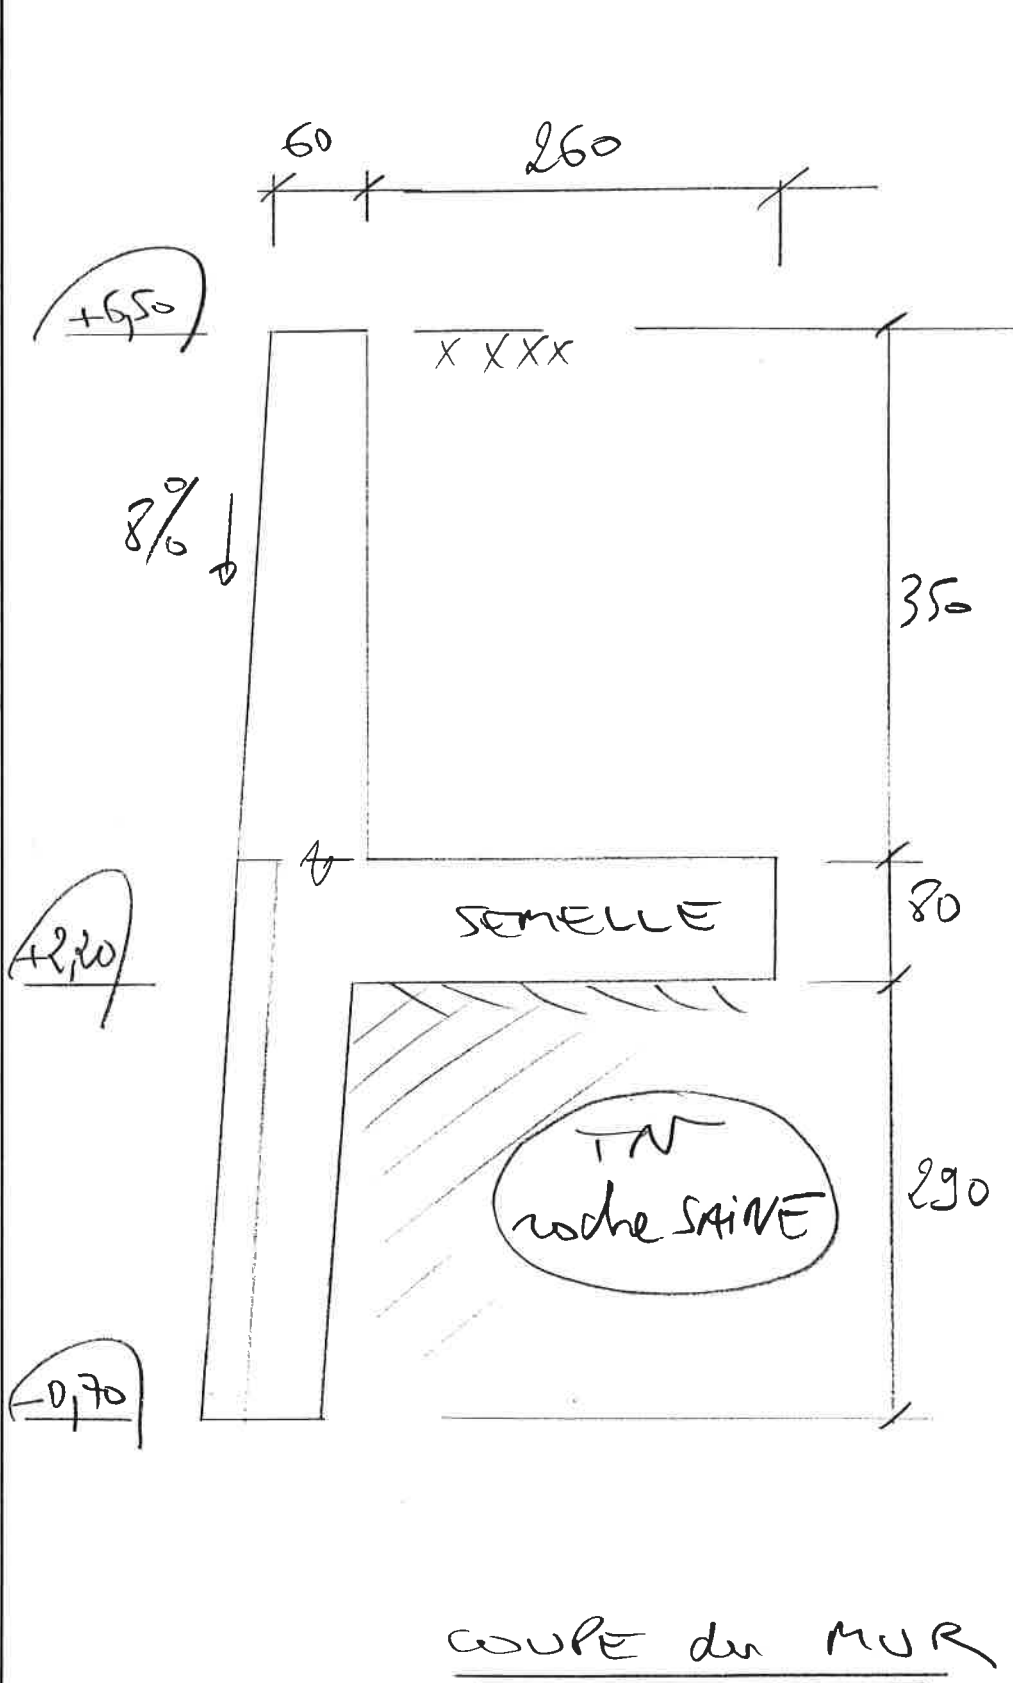 60
260
+6,50
X X X X
8%
350
80
SEMELLE
+2,20
TN
roche SAINE
290
-0,70
COUPE du MUR